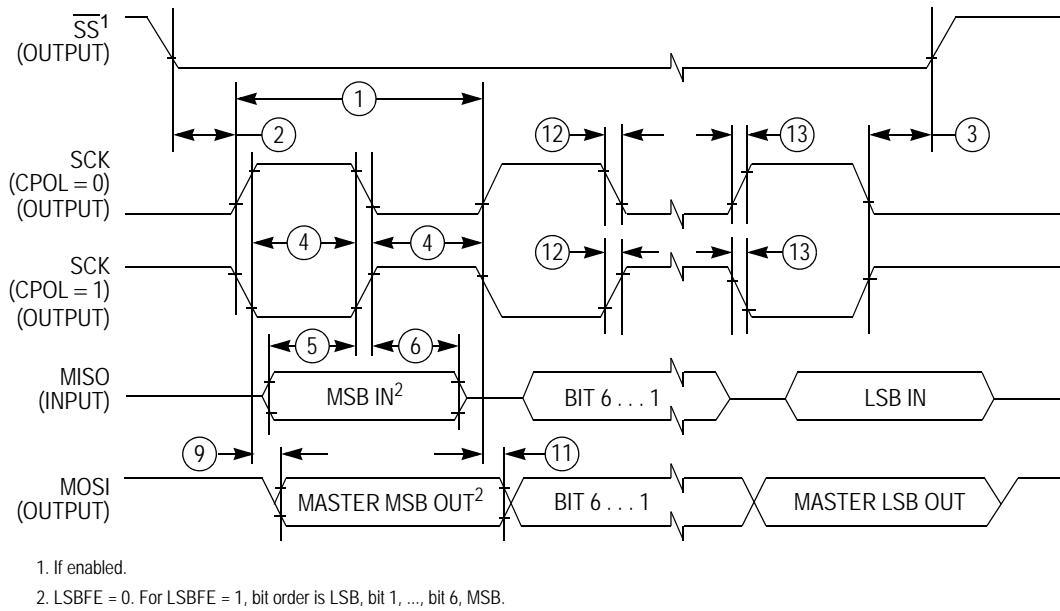 SS¹
(OUTPUT)
1
2
12
13
3
SCK
(CPOL = 0)
(OUTPUT)
4
4
SCK
(CPOL = 1)
(OUTPUT)
12
13
5
6
MISO
(INPUT)
MSB IN²
BIT 6 . . . 1
LSB IN
9
11
MOSI
(OUTPUT)
MASTER MSB OUT²
BIT 6 . . . 1
MASTER LSB OUT
1. If enabled.
2. LSBFE = 0. For LSBFE = 1, bit order is LSB, bit 1, ..., bit 6, MSB.